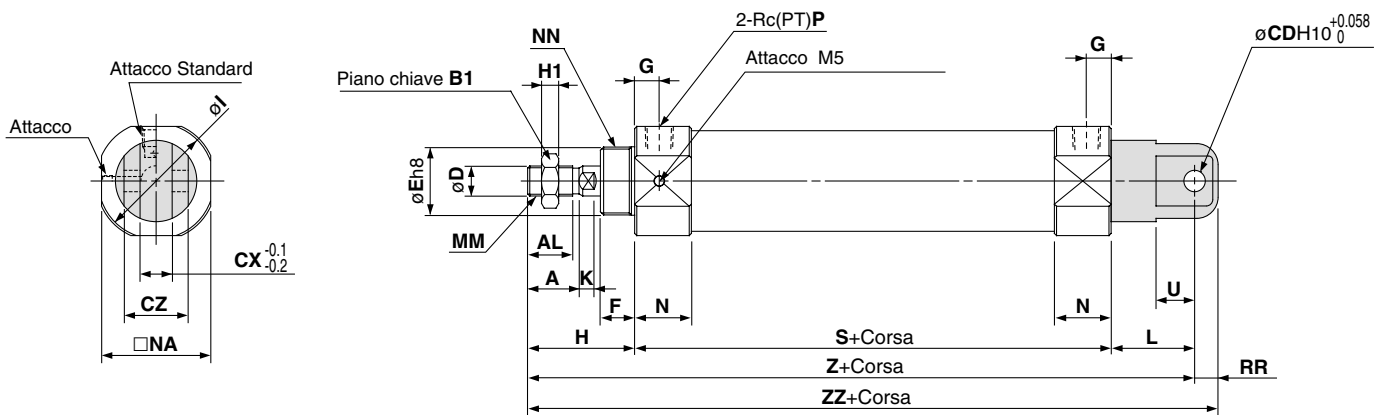 2-Rc(PT)P
NN
øCDH10 +0.058 0
G
Attacco M5
G
H1
Piano chiave B1
Attacco Standard
øI
Attacco
øEh8
øD
MM
AL
CX -0.1 -0.2
A
K
U
CZ
F
N
N
□NA
H
S+Corsa
L
Z+Corsa
RR
ZZ+Corsa